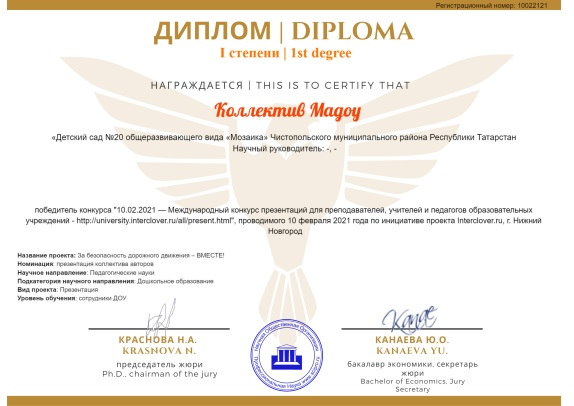 Регистрационный номер: 10022121
ДИПЛОМ | DIPLOMA
I степени | 1st degree
НАГРАЖДАЕТСЯ | THIS IS TO CERTIFY THAT
Коллектив Мадоу
«Детский сад №20 общеразвивающего вида «Мозаика» Чистопольского муниципального района Республики Татарстан
Научный руководитель: -, -
победитель конкурса "10.02.2021 — Международный конкурс презентаций для преподавателей, учителей и педагогов образовательных
учреждений - http://university.interclover.ru/all/present.html", проводимого 10 февраля 2021 года по инициативе проекта Interclover.ru, г. Нижний
Новгород
Название проекта: За безопасность дорожного движения – ВМЕСТЕ!
Номинация: презентация коллектива авторов
Научное направление: Педагогические науки
Подкатегория научного направления: Дошкольное образование
Вид проекта: Презентация
Уровень обучения: сотрудники ДОУ
КРАСНОВА Н.А.
KRASNOVA N.
председатель жюри
Ph.D., chairman of the jury
КАНАЕВА Ю.О.
KANAEVA YU.
бакалавр экономики, секретарь
жюри
Bachelor of Economics, Jury
Secretary